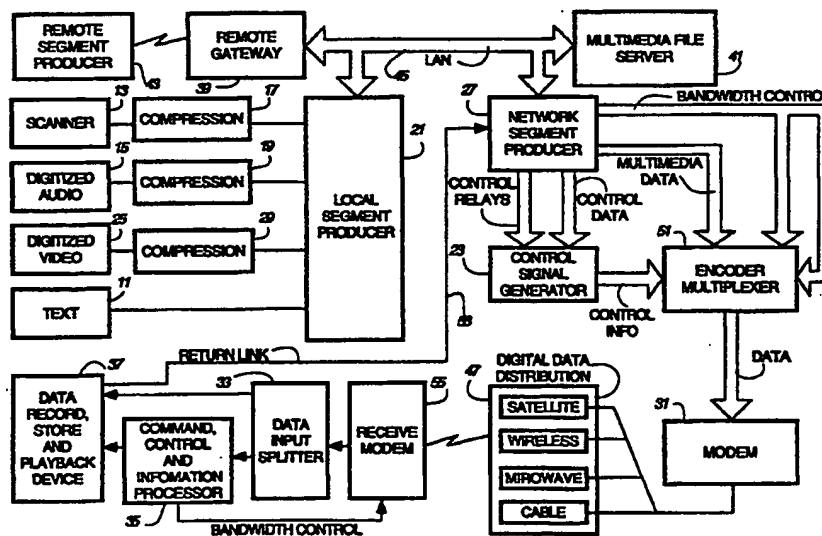 REMOTE
SEGMENT
PRODUCER
43
REMOTE
GATEWAY
39
LAN
45
MULTIMEDIA FILE
SERVER
41
13
SCANNER
17
COMPRESSION
15
DIGITIZED
AUDIO
19
COMPRESSION
25
DIGITIZED
VIDEO
29
COMPRESSION
11
TEXT
21
LOCAL
SEGMENT
PRODUCER
27
NETWORK
SEGMENT
PRODUCER
BANDWIDTH CONTROL
MULTIMEDIA
DATA
CONTROL
RELAYS
CONTROL
DATA
23
CONTROL
SIGNAL
GENERATOR
CONTROL
INFO
51
ENCODER
MULTIPLEXER
53
DATA
31
MODEM
RETURN LINK
37
DATA
RECORD,
STORE
AND
PLAYBACK
DEVICE
COMMAND,
CONTROL
AND
INFOMATION
PROCESSOR
35
33
DATA
INPUT
SPLITTER
55
RECEIVE
MODEM
BANDWIDTH CONTROL
DIGITAL DATA
DISTRIBUTION
47
SATELLITE
WIRELESS
MIROWAVE
CABLE